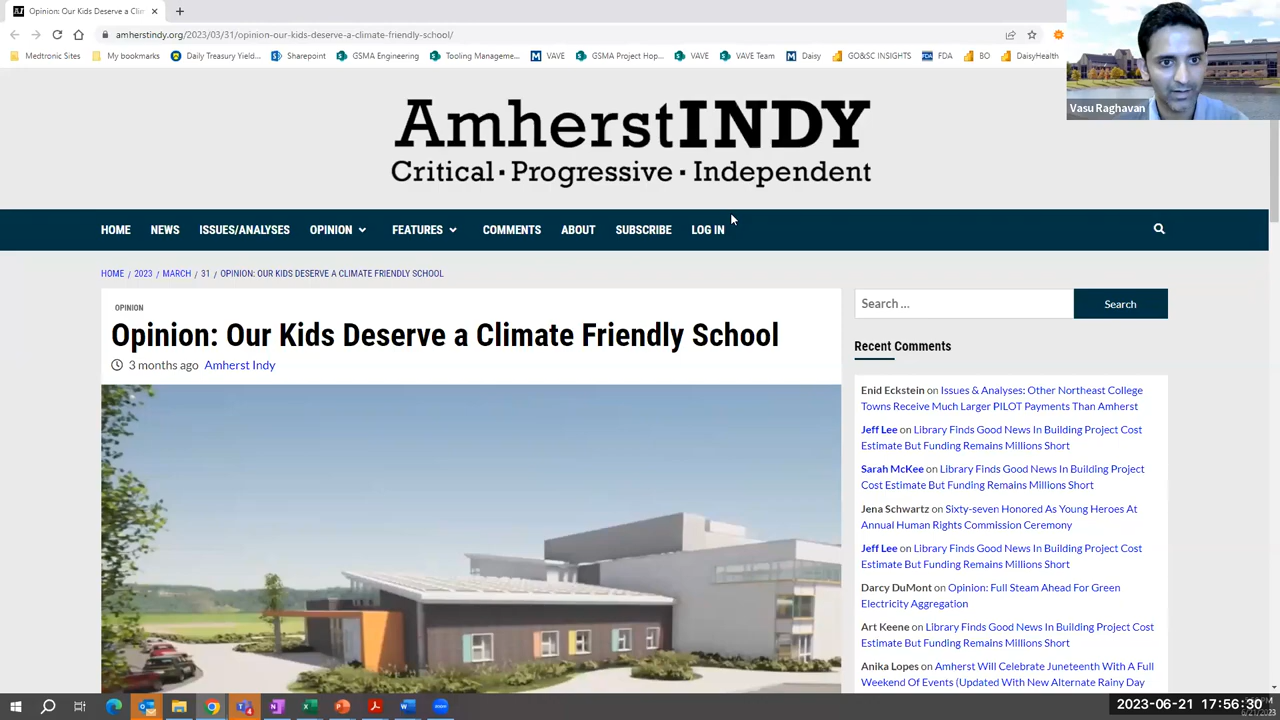 Opinion: Our Kids Deserve a Clim
amherstindy.org/2023/03/31/opinion-our-kids-deserve-a-climate-friendly-school/
Medtronic Sites My bookmarks Daily Treasury Yield... Sharepoint GSMA Engineering Tooling Manageme... VAVE GSMA Project Hop... VAVE VAVE Team Daisy GO&SC INSIGHTS FDA BO DaisyHealth
Vasu Raghavan
AmherstINDY
Critical · Progressive · Independent
HOME NEWS ISSUES/ANALYSES OPINION FEATURES COMMENTS ABOUT SUBSCRIBE LOG IN
HOME / 2023 / MARCH / 31 / OPINION: OUR KIDS DESERVE A CLIMATE FRIENDLY SCHOOL
OPINION
Opinion: Our Kids Deserve a Climate Friendly School
3 months ago Amherst Indy
Search ... Search
Recent Comments
Enid Eckstein on Issues & Analyses: Other Northeast College
Towns Receive Much Larger PILOT Payments Than Amherst
Jeff Lee on Library Finds Good News In Building Project Cost
Estimate But Funding Remains Millions Short
Sarah McKee on Library Finds Good News In Building Project
Cost Estimate But Funding Remains Millions Short
Jena Schwartz on Sixty-seven Honored As Young Heroes At
Annual Human Rights Commission Ceremony
Jeff Lee on Library Finds Good News In Building Project Cost
Estimate But Funding Remains Millions Short
Darcy DuMont on Opinion: Full Steam Ahead For Green
Electricity Aggregation
Art Keene on Library Finds Good News In Building Project Cost
Estimate But Funding Remains Millions Short
Anika Lopes on Amherst Will Celebrate Juneteenth With A Full
Weekend Of Events (Updated With New Alternate Rainy Day
2023-06-21 17:56:30